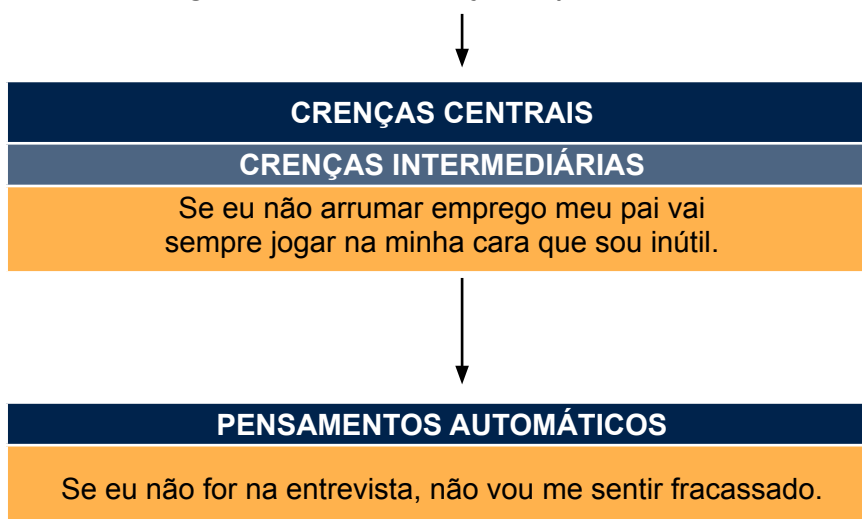 CRENÇAS CENTRAIS
CRENÇAS INTERMEDIÁRIAS
Se eu não arrumar emprego meu pai vai
sempre jogar na minha cara que sou inútil.
PENSAMENTOS AUTOMÁTICOS
Se eu não for na entrevista, não vou me sentir fracassado.